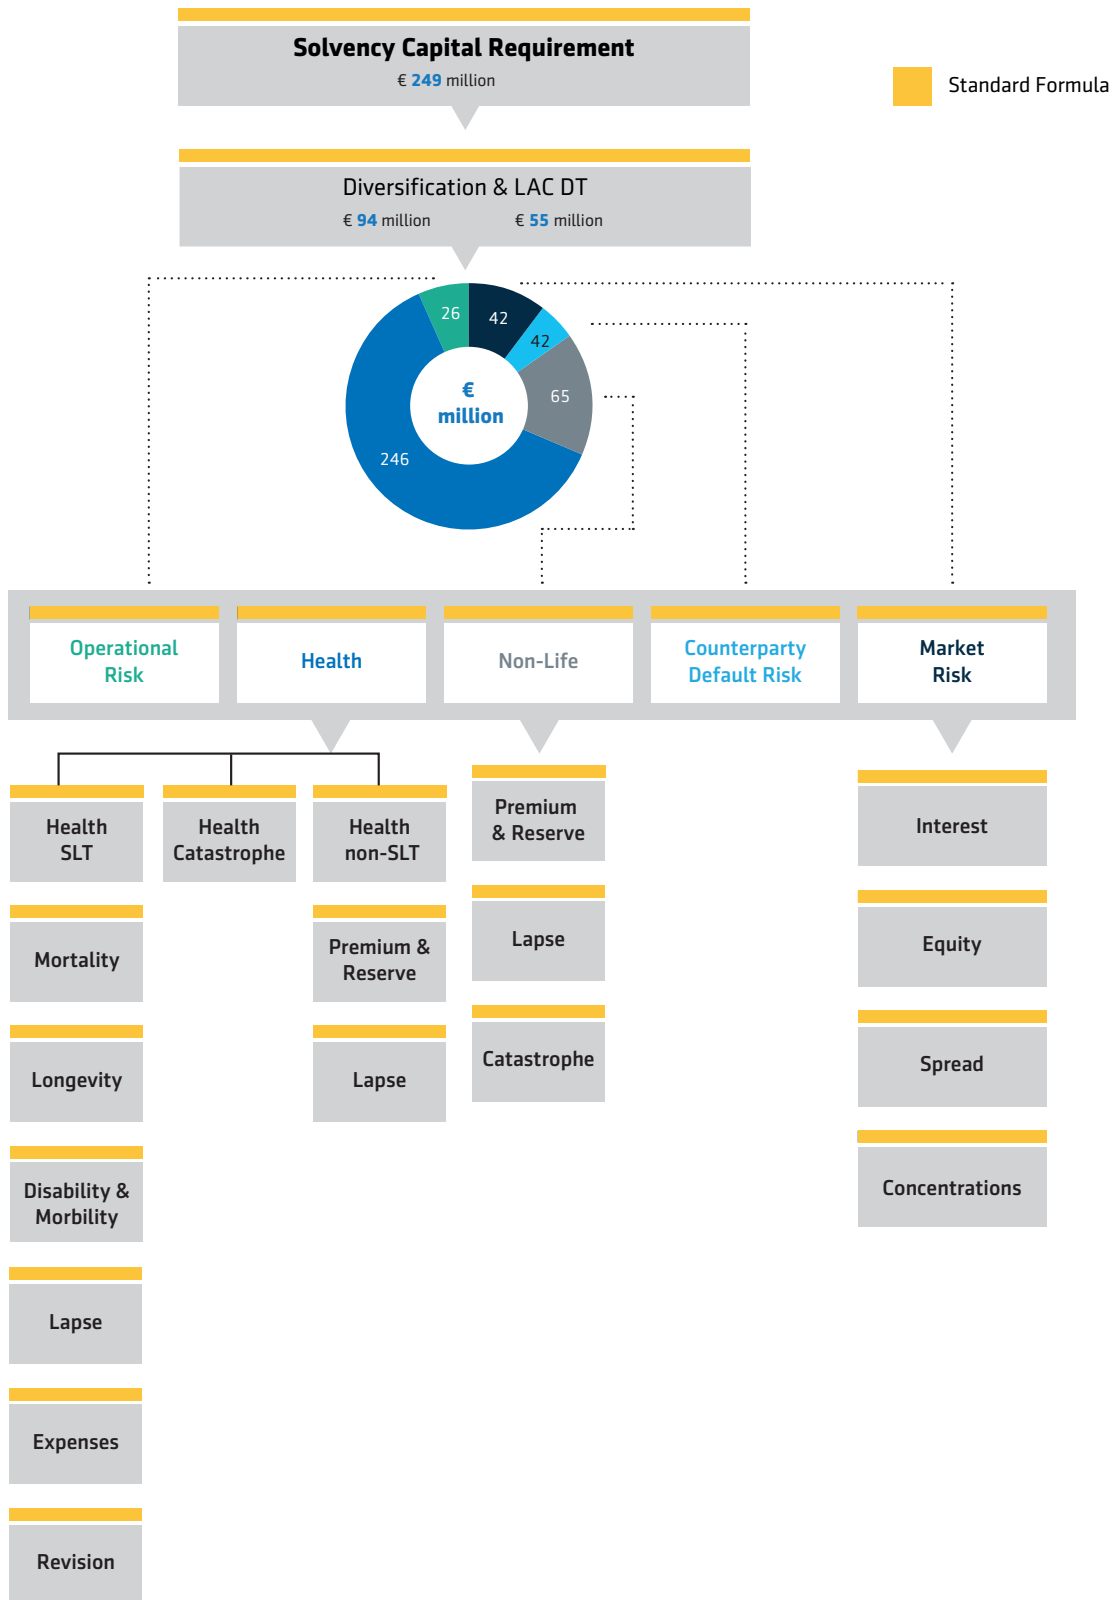 Solvency Capital Requirement
€ 249 million
Standard Formula
Diversification & LAC DT
€ 94 million € 55 million
26
42
42
65
246
€
million
Operational
Risk
Health
Non-Life
Counterparty
Default Risk
Market
Risk
Health
SLT
Health
Catastrophe
Health
non-SLT
Mortality
Premium &
Reserve
Longevity
Lapse
Disability &
Morbility
Lapse
Expenses
Revision
Premium
& Reserve
Lapse
Catastrophe
Interest
Equity
Spread
Concentrations